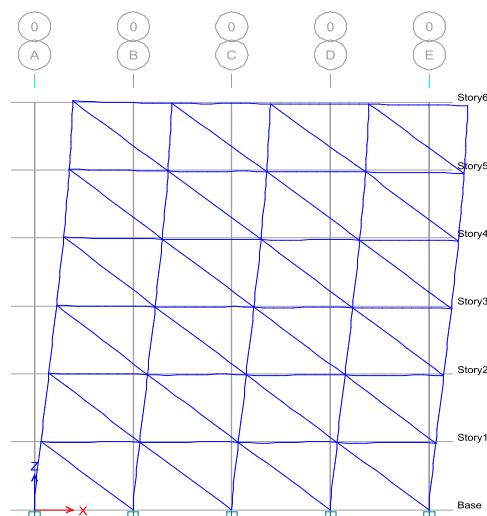 0 0 0 0 0
A B C D E
Story6
Story5
Story4
Story3
Story2
Story1
Z
Base
X